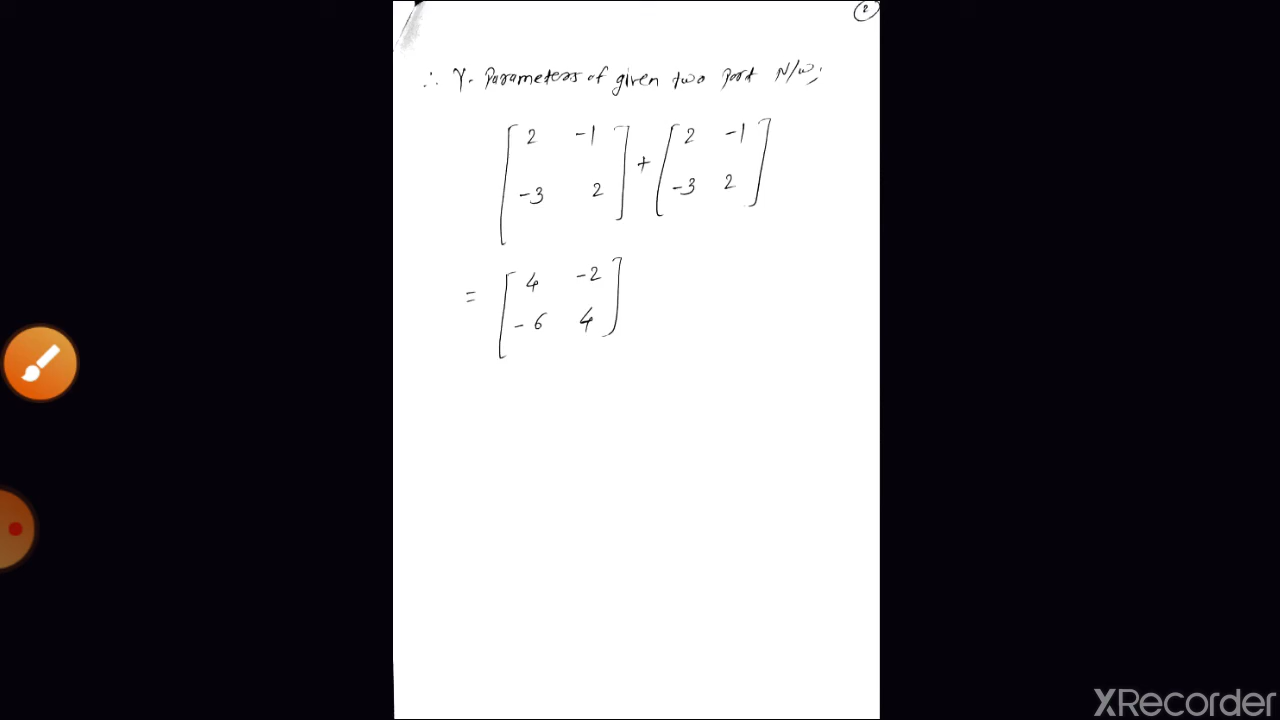 2
∴ Y. Parameters of given two port N/w;
[ 2 -1 ] + [ 2 -1 ]
[ -3 2 ] [ -3 2 ]
= [ 4 -2 ]
[ -6 4 ]
XRecorder